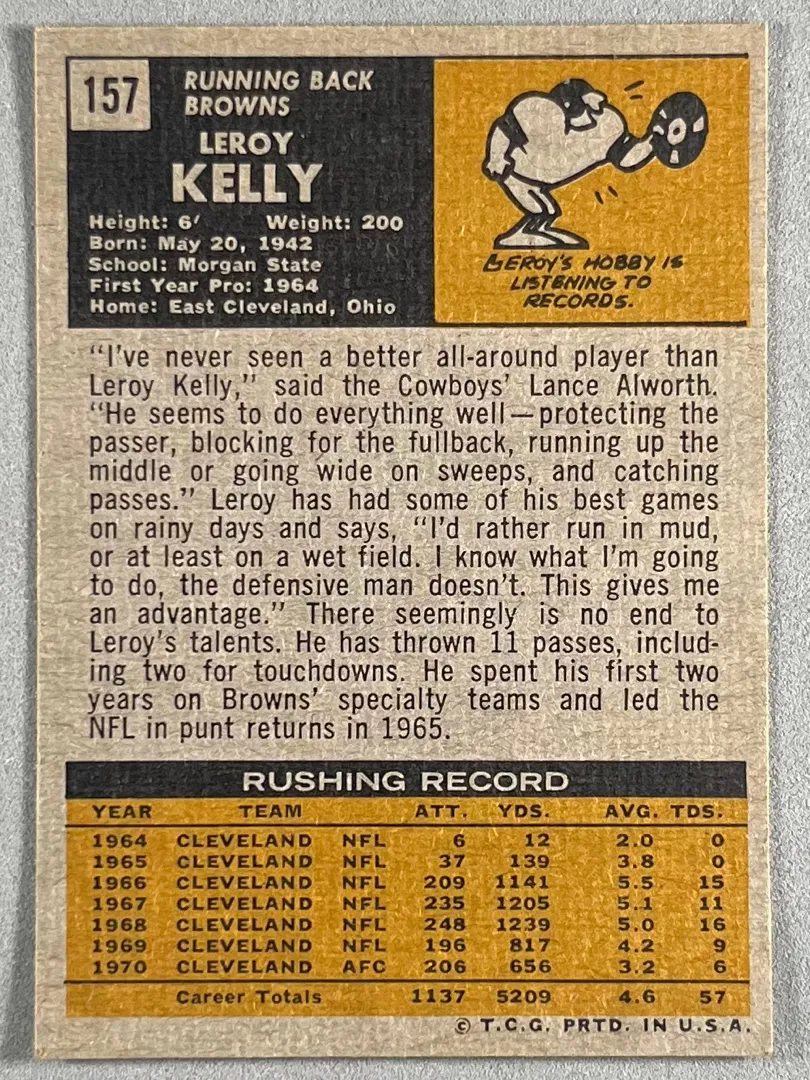 157
RUNNING BACK
BROWNS
LEROY
KELLY
Height: 6' Weight: 200
Born: May 20, 1942
School: Morgan State
First Year Pro: 1964
Home: East Cleveland, Ohio
LEROY'S HOBBY IS
LISTENING TO
RECORDS.
"I've never seen a better all-around player than
Leroy Kelly," said the Cowboys' Lance Alworth.
"He seems to do everything well—protecting the
passer, blocking for the fullback, running up the
middle or going wide on sweeps, and catching
passes." Leroy has had some of his best games
on rainy days and says, "I'd rather run in mud,
or at least on a wet field. I know what I'm going
to do, the defensive man doesn't. This gives me
an advantage." There seemingly is no end to
Leroy's talents. He has thrown 11 passes, includ-
ing two for touchdowns. He spent his first two
years on Browns' specialty teams and led the
NFL in punt returns in 1965.
RUSHING RECORD
YEAR TEAM ATT. YDS. AVG. TDS.
1964 CLEVELAND NFL 6 12 2.0 0
1965 CLEVELAND NFL 37 139 3.8 0
1966 CLEVELAND NFL 209 1141 5.5 15
1967 CLEVELAND NFL 235 1205 5.1 11
1968 CLEVELAND NFL 248 1239 5.0 16
1969 CLEVELAND NFL 196 817 4.2 9
1970 CLEVELAND AFC 206 656 3.2 6
Career Totals 1137 5209 4.6 57
© T.C.G. PRTD. IN U.S.A.